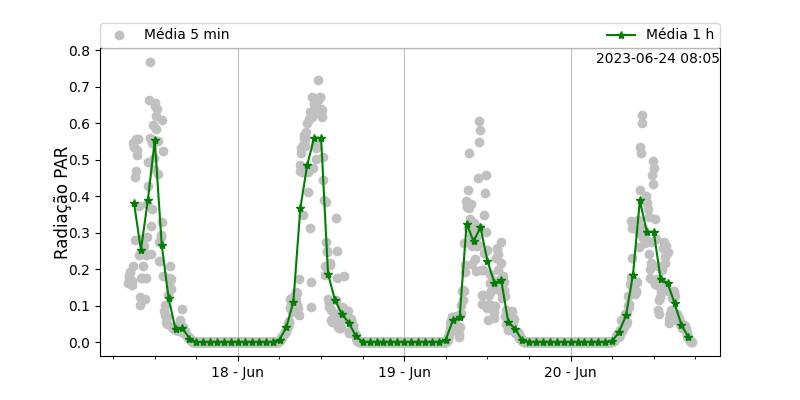 Média 5 min
Média 1 h
2023-06-24 08:05
Radiação PAR
0.8
0.7
0.6
0.5
0.4
0.3
0.2
0.1
0.0
18 - Jun
19 - Jun
20 - Jun